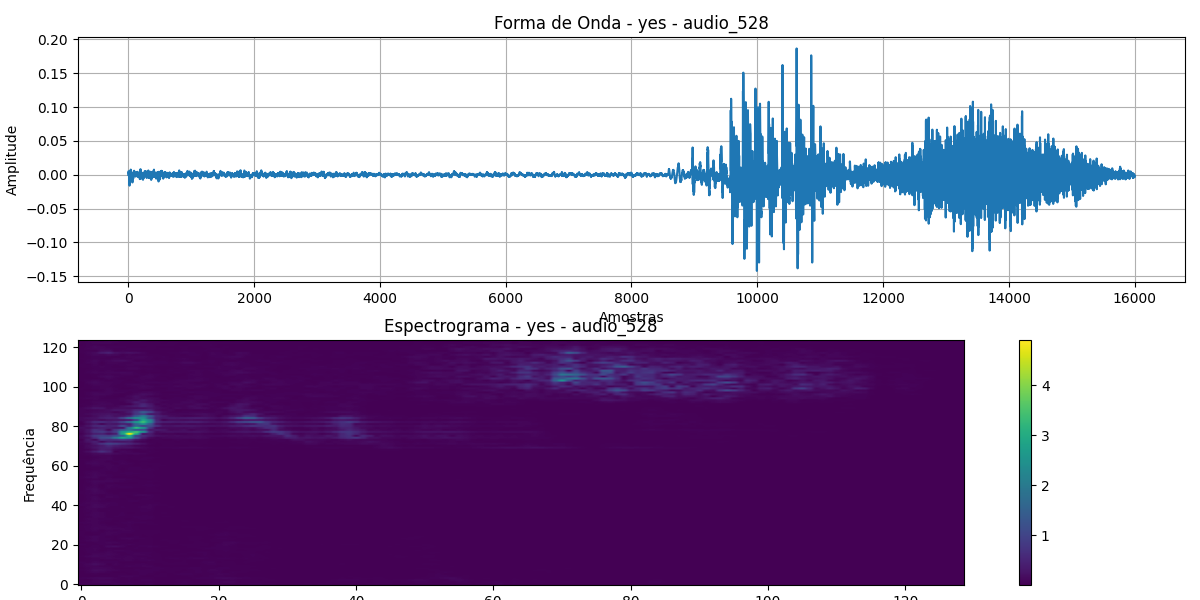 Forma de Onda - yes - audio_528
Amplitude
0.20
0.15
0.10
0.05
0.00
−0.05
−0.10
−0.15
0 2000 4000 6000 8000 10000 12000 14000 16000
Amostras
Espectrograma - yes - audio_528
Frequência
120
100
80
60
40
20
0
0 20 40 60 80 100 120
4
3
2
1